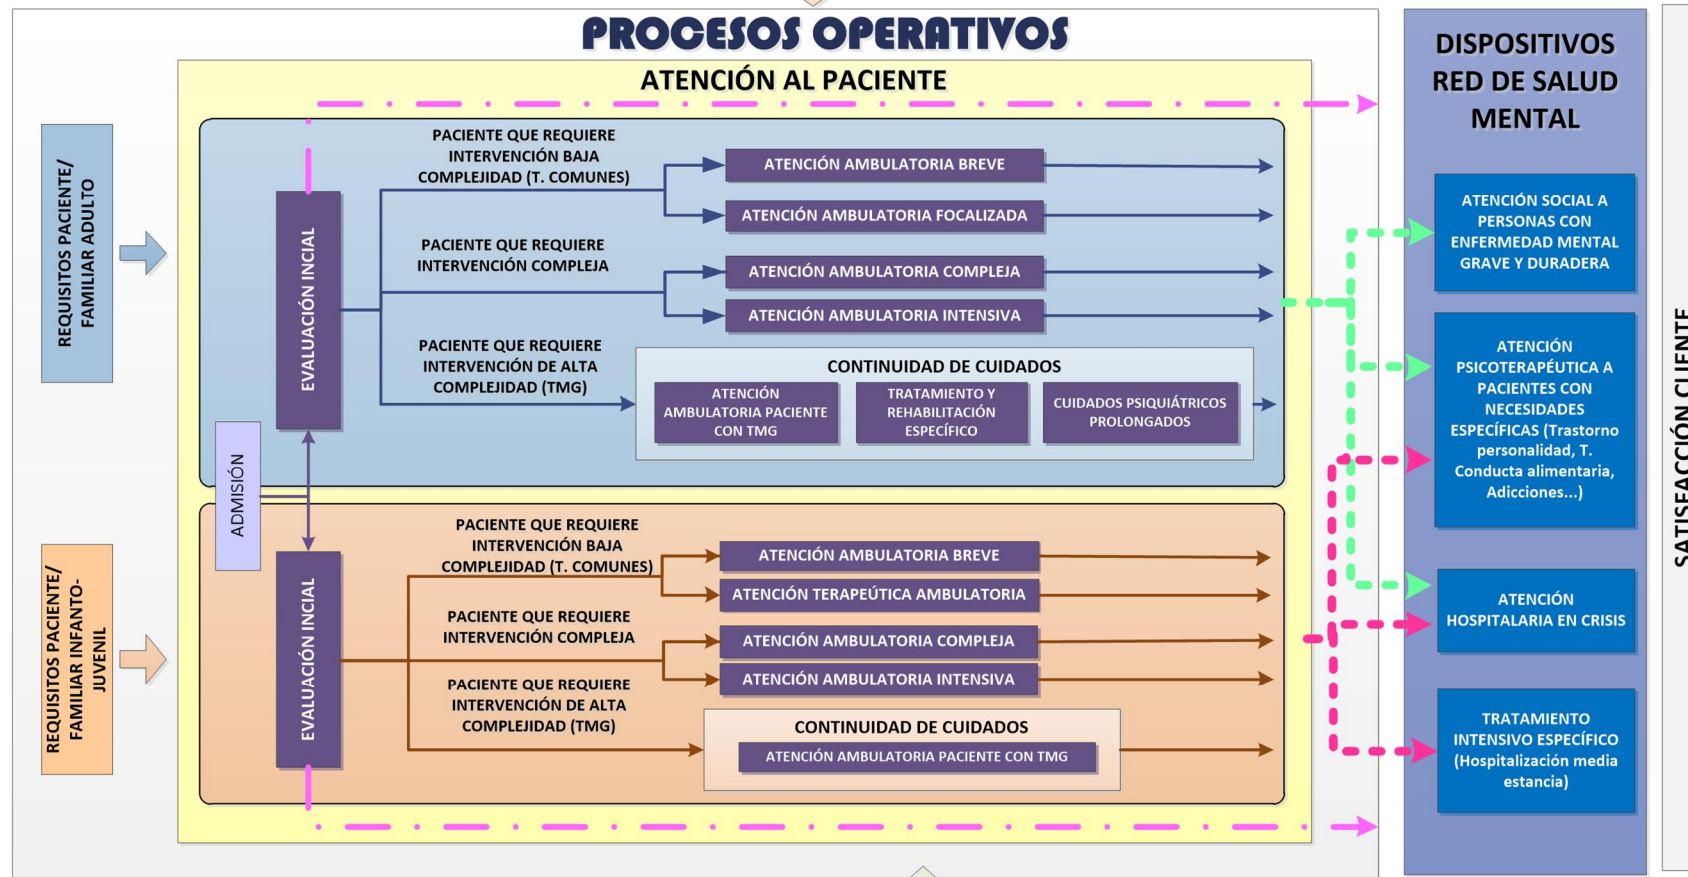 PROCESOS OPERATIVOS
ATENCIÓN AL PACIENTE
REQUISITOS PACIENTE/
FAMILIAR ADULTO
EVALUACIÓN INICIAL
PACIENTE QUE REQUIERE
INTERVENCIÓN BAJA
COMPLEJIDAD (T. COMUNES)
ATENCIÓN AMBULATORIA BREVE
ATENCIÓN AMBULATORIA FOCALIZADA
PACIENTE QUE REQUIERE
INTERVENCIÓN COMPLEJA
ATENCIÓN AMBULATORIA COMPLEJA
ATENCIÓN AMBULATORIA INTENSIVA
PACIENTE QUE REQUIERE
INTERVENCIÓN DE ALTA
COMPLEJIDAD (TMG)
CONTINUIDAD DE CUIDADOS
ATENCIÓN
AMBULATORIA PACIENTE
CON TMG
TRATAMIENTO Y
REHABILITACIÓN
ESPECÍFICO
CUIDADOS PSIQUIÁTRICOS
PROLONGADOS
ADMISIÓN
REQUISITOS PACIENTE/
FAMILIAR INFANTO-
JUVENIL
EVALUACIÓN INICIAL
PACIENTE QUE REQUIERE
INTERVENCIÓN BAJA
COMPLEJIDAD (T. COMUNES)
ATENCIÓN AMBULATORIA BREVE
ATENCIÓN TERAPEÚTICA AMBULATORIA
PACIENTE QUE REQUIERE
INTERVENCIÓN COMPLEJA
ATENCIÓN AMBULATORIA COMPLEJA
ATENCIÓN AMBULATORIA INTENSIVA
PACIENTE QUE REQUIERE
INTERVENCIÓN DE ALTA
COMPLEJIDAD (TMG)
CONTINUIDAD DE CUIDADOS
ATENCIÓN AMBULATORIA PACIENTE CON TMG
DISPOSITIVOS
RED DE SALUD
MENTAL
ATENCIÓN SOCIAL A
PERSONAS CON
ENFERMEDAD MENTAL
GRAVE Y DURADERA
ATENCIÓN
PSICOTERAPÉUTICA A
PACIENTES CON
NECESIDADES
ESPECÍFICAS (Trastorno
personalidad, T.
Conducta alimentaria,
Adicciones...)
ATENCIÓN
HOSPITALARIA EN CRISIS
TRATAMIENTO
INTENSIVO ESPECÍFICO
(Hospitalización media
estancia)
SATISFACCIÓN CLIENTE